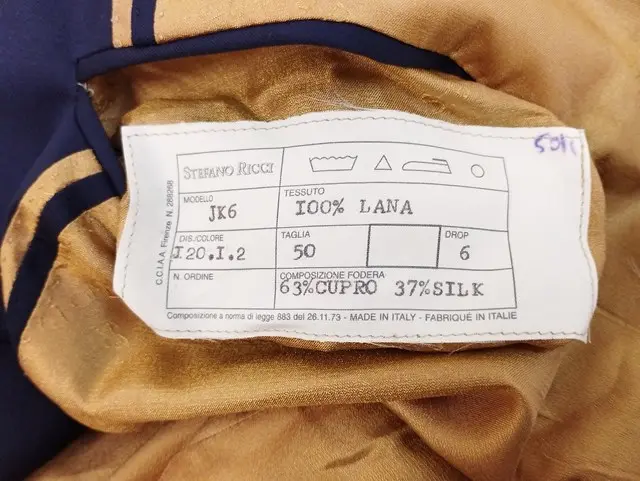 STEFANO RICCI
MODELLO
JK6
TESSUTO
100% LANA
DIS./COLORE
J20.I.2
TAGLIA
50
DROP
6
N. ORDINE
COMPOSIZIONE FODERA
63%CUPRO 37%SILK
Composizione a norma di legge 883 del 26.11.73 - MADE IN ITALY - FABRIQUÉ IN ITALIE
C.C.I.A.A. Firenze N. 268268